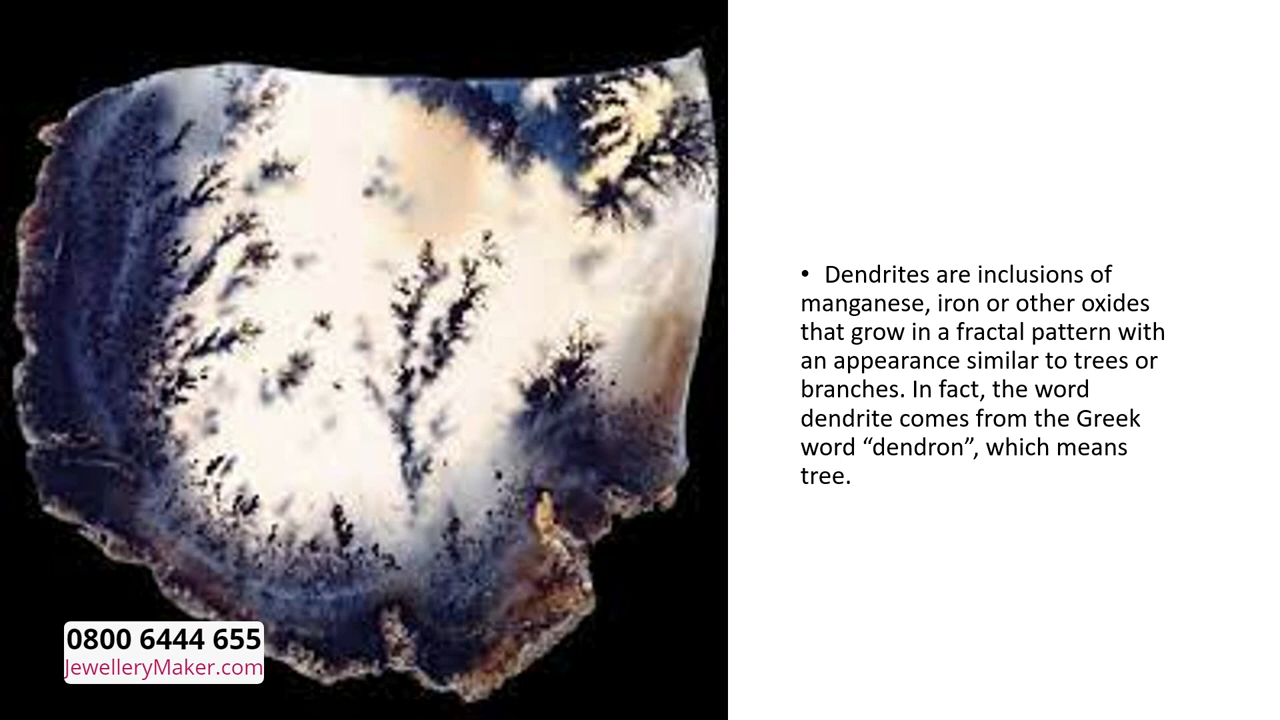 • Dendrites are inclusions of
manganese, iron or other oxides
that grow in a fractal pattern with
an appearance similar to trees or
branches. In fact, the word
dendrite comes from the Greek
word “dendron”, which means
tree.
0800 6444 655
JewelleryMaker.com